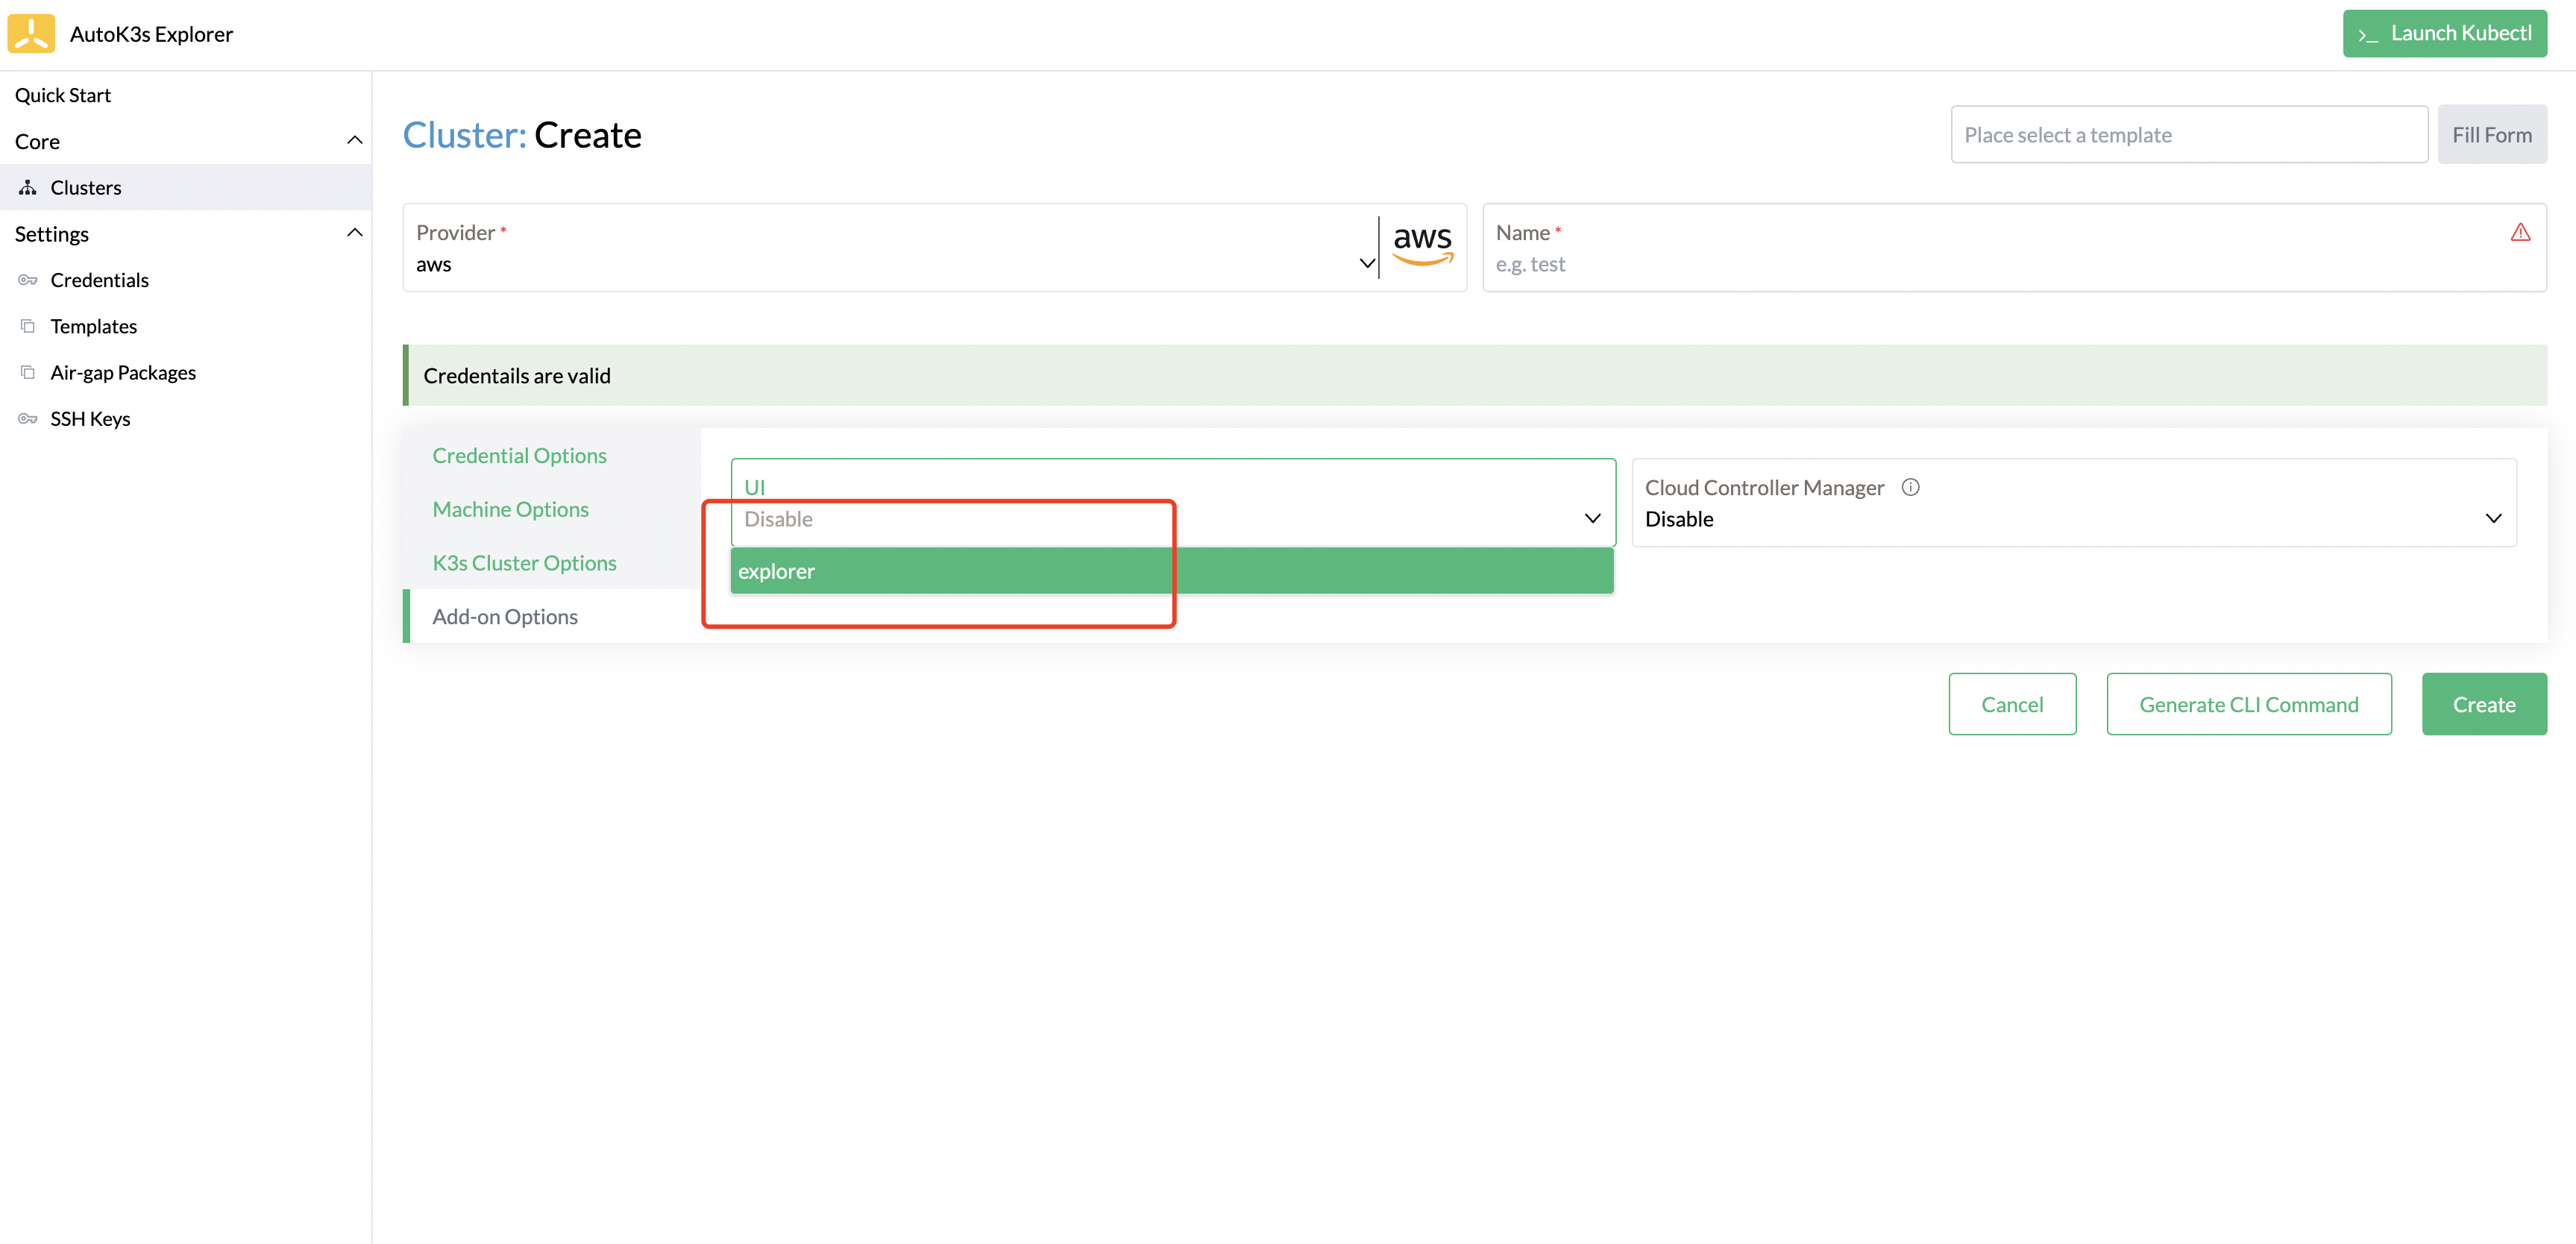 AutoK3s Explorer
>_ Launch Kubectl
Quick Start
Core
Clusters
Settings
Credentials
Templates
Air-gap Packages
SSH Keys
Cluster: Create
Place select a template
Fill Form
Provider *
aws
aws
Name *
e.g. test
Credentails are valid
Credential Options
Machine Options
K3s Cluster Options
Add-on Options
UI
Disable
explorer
Cloud Controller Manager
Disable
Cancel
Generate CLI Command
Create